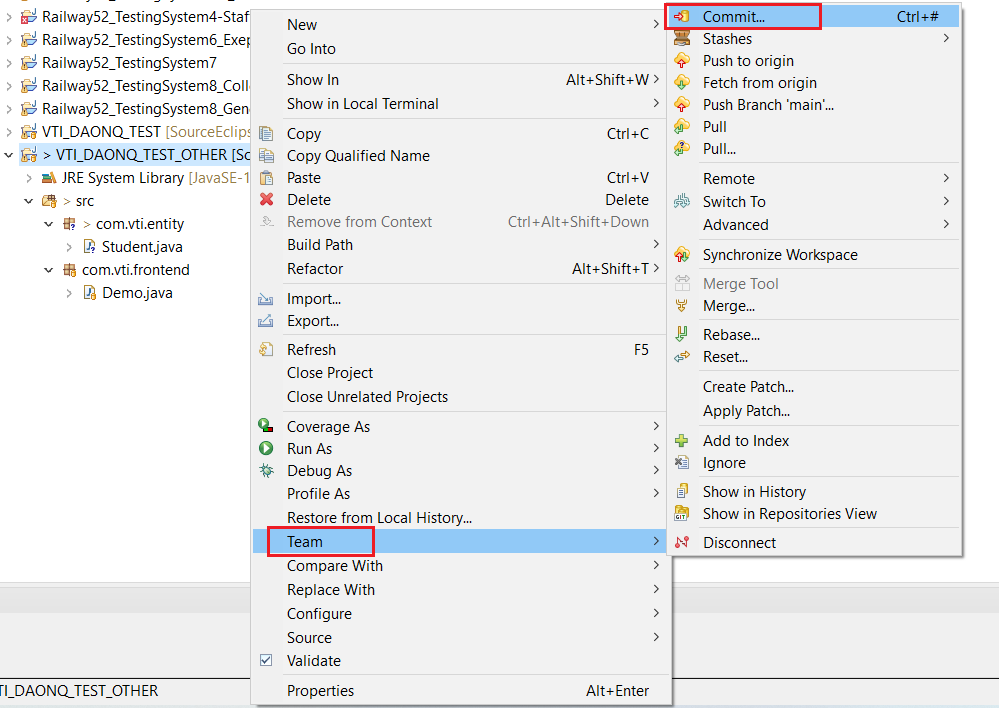 Railway52_TestingSystem4-Staf
Railway52_TestingSystem6_Exep
Railway52_TestingSystem7
Railway52_TestingSystem8_Coll
Railway52_TestingSystem8_Gen
VTI_DAONQ_TEST [SourceEclips
> VTI_DAONQ_TEST_OTHER [Sc
JRE System Library [JavaSE-1
> src
> com.vti.entity
Student.java
com.vti.frontend
Demo.java
New
Go Into
Show In Alt+Shift+W
Show in Local Terminal
Copy Ctrl+C
Copy Qualified Name
Paste Ctrl+V
Delete Delete
Remove from Context Ctrl+Alt+Shift+Down
Build Path
Refactor Alt+Shift+T
Import...
Export...
Refresh F5
Close Project
Close Unrelated Projects
Coverage As
Run As
Debug As
Profile As
Restore from Local History...
Team
Compare With
Replace With
Configure
Source
Validate
Properties Alt+Enter
Commit... Ctrl+#
Stashes
Push to origin
Fetch from origin
Push Branch 'main'...
Pull
Pull...
Remote
Switch To
Advanced
Synchronize Workspace
Merge Tool
Merge...
Rebase...
Reset...
Create Patch...
Apply Patch...
Add to Index
Ignore
Show in History
GIT Show in Repositories View
Disconnect
TI_DAONQ_TEST_OTHER